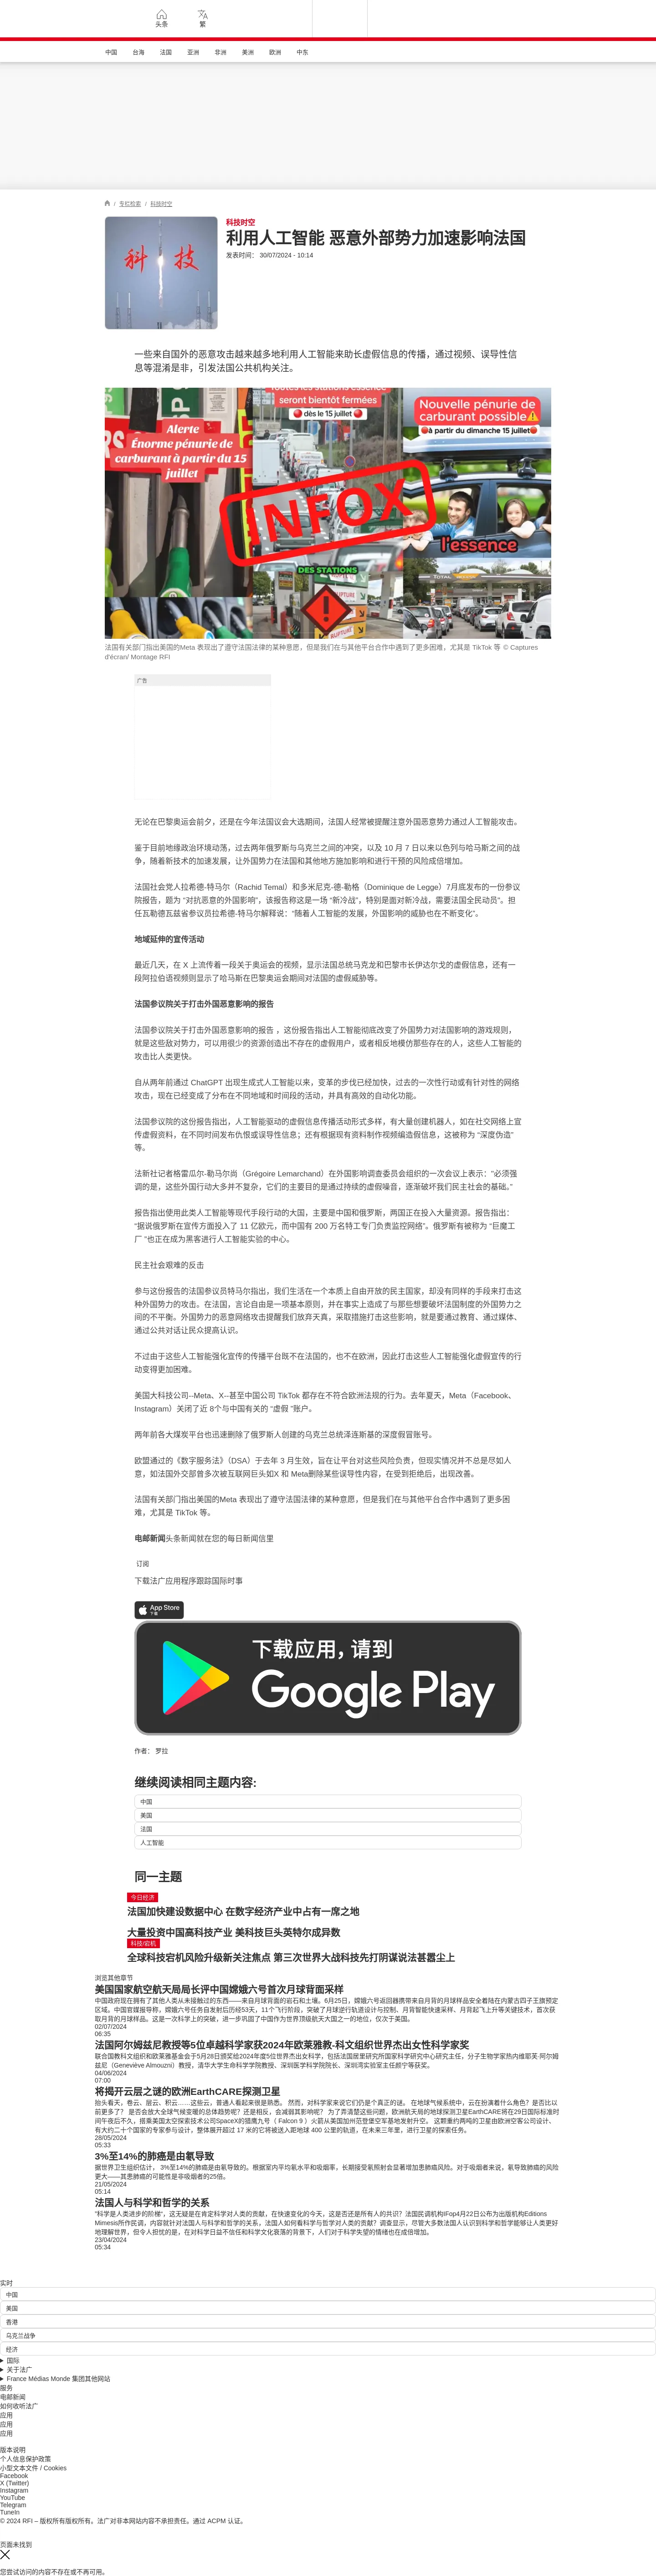 头条
繁
中国
台海
法国
亚洲
非洲
美洲
欧洲
中东
/ 专栏检索 / 科技时空
科技
科技时空
利用人工智能 恶意外部势力加速影响法国
发表时间： 30/07/2024 - 10:14
一些来自国外的恶意攻击越来越多地利用人工智能来助长虚假信息的传播，通过视频、误导性信
息等混淆是非，引发法国公共机构关注。
seront bientôt fermées
dès le 15 juillet
Nouvelle pénurie de
carburant possible
à partir du dimanche 15 juillet
Alerte
Énorme pénurie de
carburant à partir du 15
juillet
INFOX
l'essence
DES STATIONS
RUPTURE
法国有关部门指出美国的Meta 表现出了遵守法国法律的某种意愿，但是我们在与其他平台合作中遇到了更多困难，尤其是 TikTok 等 © Captures
d'écran/ Montage RFI
广告
无论在巴黎奥运会前夕，还是在今年法国议会大选期间，法国人经常被提醒注意外国恶意势力通过人工智能攻击。
鉴于目前地缘政治环境动荡，过去两年俄罗斯与乌克兰之间的冲突，以及 10 月 7 日以来以色列与哈马斯之间的战
争，随着新技术的加速发展，让外国势力在法国和其他地方施加影响和进行干预的风险成倍增加。
法国社会党人拉希德-特马尔（Rachid Temal）和多米尼克-德-勒格（Dominique de Legge）7月底发布的一份参议
院报告，题为 “对抗恶意的外国影响”，该报告称这是一场 “新冷战”，特别是面对新冷战，需要法国全民动员”。担
任瓦勒德瓦兹省参议员拉希德-特马尔解释说：“随着人工智能的发展，外国影响的威胁也在不断变化”。
地域延伸的宣传活动
最近几天，在 X 上流传着一段关于奥运会的视频，显示法国总统马克龙和巴黎市长伊达尔戈的虚假信息，还有一
段阿拉伯语视频则显示了哈马斯在巴黎奥运会期间对法国的虚假威胁等。
法国参议院关于打击外国恶意影响的报告
法国参议院关于打击外国恶意影响的报告 ，这份报告指出人工智能彻底改变了外国势力对法国影响的游戏规则，
就是这些敌对势力，可以用很少的资源创造出不存在的虚假用户，或者相反地模仿那些存在的人，这些人工智能的
攻击比人类更快。
自从两年前通过 ChatGPT 出现生成式人工智能以来，变革的步伐已经加快，过去的一次性行动或有针对性的网络
攻击，现在已经变成了分布在不同地域和时间段的活动，并具有高效的自动化功能。
法国参议院的这份报告指出，人工智能驱动的虚假信息传播活动形式多样，有大量创建机器人，如在社交网络上宣
传虚假资料，在不同时间发布仇恨或误导性信息；还有根据现有资料制作视频编造假信息，这被称为 “深度伪造”
等。
法新社记者格雷瓜尔-勒马尔尚（Grégoire Lemarchand）在外国影响调查委员会组织的一次会议上表示：“必须强
调的是，这些外国行动大多并不复杂，它们的主要目的是通过持续的虚假噪音，逐渐破坏我们民主社会的基础。”
报告指出使用此类人工智能等现代手段行动的大国，主要是中国和俄罗斯，两国正在投入大量资源。报告指出：
“据说俄罗斯在宣传方面投入了 11 亿欧元，而中国有 200 万名特工专门负责监控网络”。俄罗斯有被称为 “巨魔工
厂 ”也正在成为黑客进行人工智能实验的中心。
民主社会艰难的反击
参与这份报告的法国参议员特马尔指出，我们生活在一个本质上自由开放的民主国家，却没有同样的手段来打击这
种外国势力的攻击。在法国，言论自由是一项基本原则，并在事实上造成了与那些想要破坏法国制度的外国势力之
间的不平衡。外国势力的恶意网络攻击提醒我们放弃天真，采取措施打击这些影响，就是要通过教育、通过媒体、
通过公共对话让民众提高认识。
不过由于这些人工智能强化宣传的传播平台既不在法国的，也不在欧洲，因此打击这些人工智能强化虚假宣传的行
动变得更加困难。
美国大科技公司--Meta、X--甚至中国公司 TikTok 都存在不符合欧洲法规的行为。去年夏天，Meta（Facebook、
Instagram）关闭了近 8个与中国有关的 “虚假 ”账户。
两年前各大煤炭平台也迅速删除了俄罗斯人创建的乌克兰总统泽连斯基的深度假冒账号。
欧盟通过的《数字服务法》（DSA）于去年 3 月生效，旨在让平台对这些风险负责，但现实情况并不总是尽如人
意，如法国外交部曾多次被互联网巨头如X 和 Meta删除某些误导性内容，在受到拒绝后，出现改善。
法国有关部门指出美国的Meta 表现出了遵守法国法律的某种意愿，但是我们在与其他平台合作中遇到了更多困
难，尤其是 TikTok 等。
电邮新闻头条新闻就在您的每日新闻信里
订阅
下载法广应用程序跟踪国际时事
App Store
下载
下载应用，请到
Google Play
作者： 罗拉
继续阅读相同主题内容:
中国
美国
法国
人工智能
同一主题
今日经济
法国加快建设数据中心 在数字经济产业中占有一席之地
大量投资中国高科技产业 美科技巨头英特尔成异数
科技/宕机
全球科技宕机风险升级新关注焦点 第三次世界大战科技先打阴谋说法甚嚣尘上
浏览其他章节
美国国家航空航天局局长评中国嫦娥六号首次月球背面采样
中国政府现在拥有了其他人类从未接触过的东西——来自月球背面的岩石和土壤。6月25日，嫦娥六号返回器携带来自月背的月球样品安全着陆在内蒙古四子王旗预定
区域。中国官媒报导称，嫦娥六号任务自发射后历经53天，11个飞行阶段，突破了月球逆行轨道设计与控制、月背智能快速采样、月背起飞上升等关键技术，首次获
取月背的月球样品。这是一次科学上的突破，进一步巩固了中国作为世界顶级航天大国之一的地位，仅次于美国。
02/07/2024
06:35
法国阿尔姆兹尼教授等5位卓越科学家获2024年欧莱雅教-科文组织世界杰出女性科学家奖
联合国教科文组织和欧莱雅基金会于5月28日颁奖给2024年度5位世界杰出女科学，包括法国居里研究所国家科学研究中心研究主任，分子生物学家热内维耶芙·阿尔姆
兹尼（Geneviève Almouzni）教授，清华大学生命科学学院教授、深圳医学科学院院长、深圳湾实验室主任颜宁等获奖。
04/06/2024
07:00
将揭开云层之谜的欧洲EarthCARE探测卫星
抬头看天，卷云、层云、积云……这些云，普通人看起来很是熟悉。 然而，对科学家来说它们仍是个真正的谜。 在地球气候系统中，云在扮演着什么角色？是否比以
前更多了？ 是否会放大全球气候变暖的总体趋势呢？还是相反，会减弱其影响呢？ 为了弄清楚这些问题，欧洲航天局的地球探测卫星EarthCARE将在29日国际标准时
间午夜后不久，搭乘美国太空探索技术公司SpaceX的猎鹰九号（ Falcon 9 ）火箭从美国加州范登堡空军基地发射升空。 这颗重约两吨的卫星由欧洲空客公司设计、
有大约二十个国家的专家参与设计，整体展开超过 17 米的它将被送入距地球 400 公里的轨道，在未来三年里，进行卫星的探索任务。
28/05/2024
05:33
3%至14%的肺癌是由氡导致
据世界卫生组织估计， 3%至14%的肺癌是由氡导致的。根据室内平均氡水平和吸烟率，长期接受氡照射会显著增加患肺癌风险。对于吸烟者来说，氡导致肺癌的风险
更大——其患肺癌的可能性是非吸烟者的25倍。
21/05/2024
05:14
法国人与科学和哲学的关系
“科学是人类进步的阶梯”，这无疑是在肯定科学对人类的贡献，在快速变化的今天，这是否还是所有人的共识？法国民调机构IFop4月22日公布为出版机构Editions
Mimesis所作民调，内容就针对法国人与科学和哲学的关系，法国人如何看科学与哲学对人类的贡献？调查显示，尽管大多数法国人认识到科学和哲学能够让人类更好
地理解世界，但令人担忧的是，在对科学日益不信任和科学文化衰落的背景下，人们对于科学失望的情绪也在成倍增加。
23/04/2024
05:34
实时
中国
美国
香港
乌克兰战争
经济
国际
关于法广
France Médias Monde 集团其他网站
服务
电邮新闻
如何收听法广
应用
应用
应用
版本说明
个人信息保护政策
小型文本文件 / Cookies
Facebook
X (Twitter)
Instagram
YouTube
Telegram
TuneIn
© 2024 RFI – 版权所有版权所有。法广对非本网站内容不承担责任。通过 ACPM 认证。
页面未找到
您尝试访问的内容不存在或不再可用。